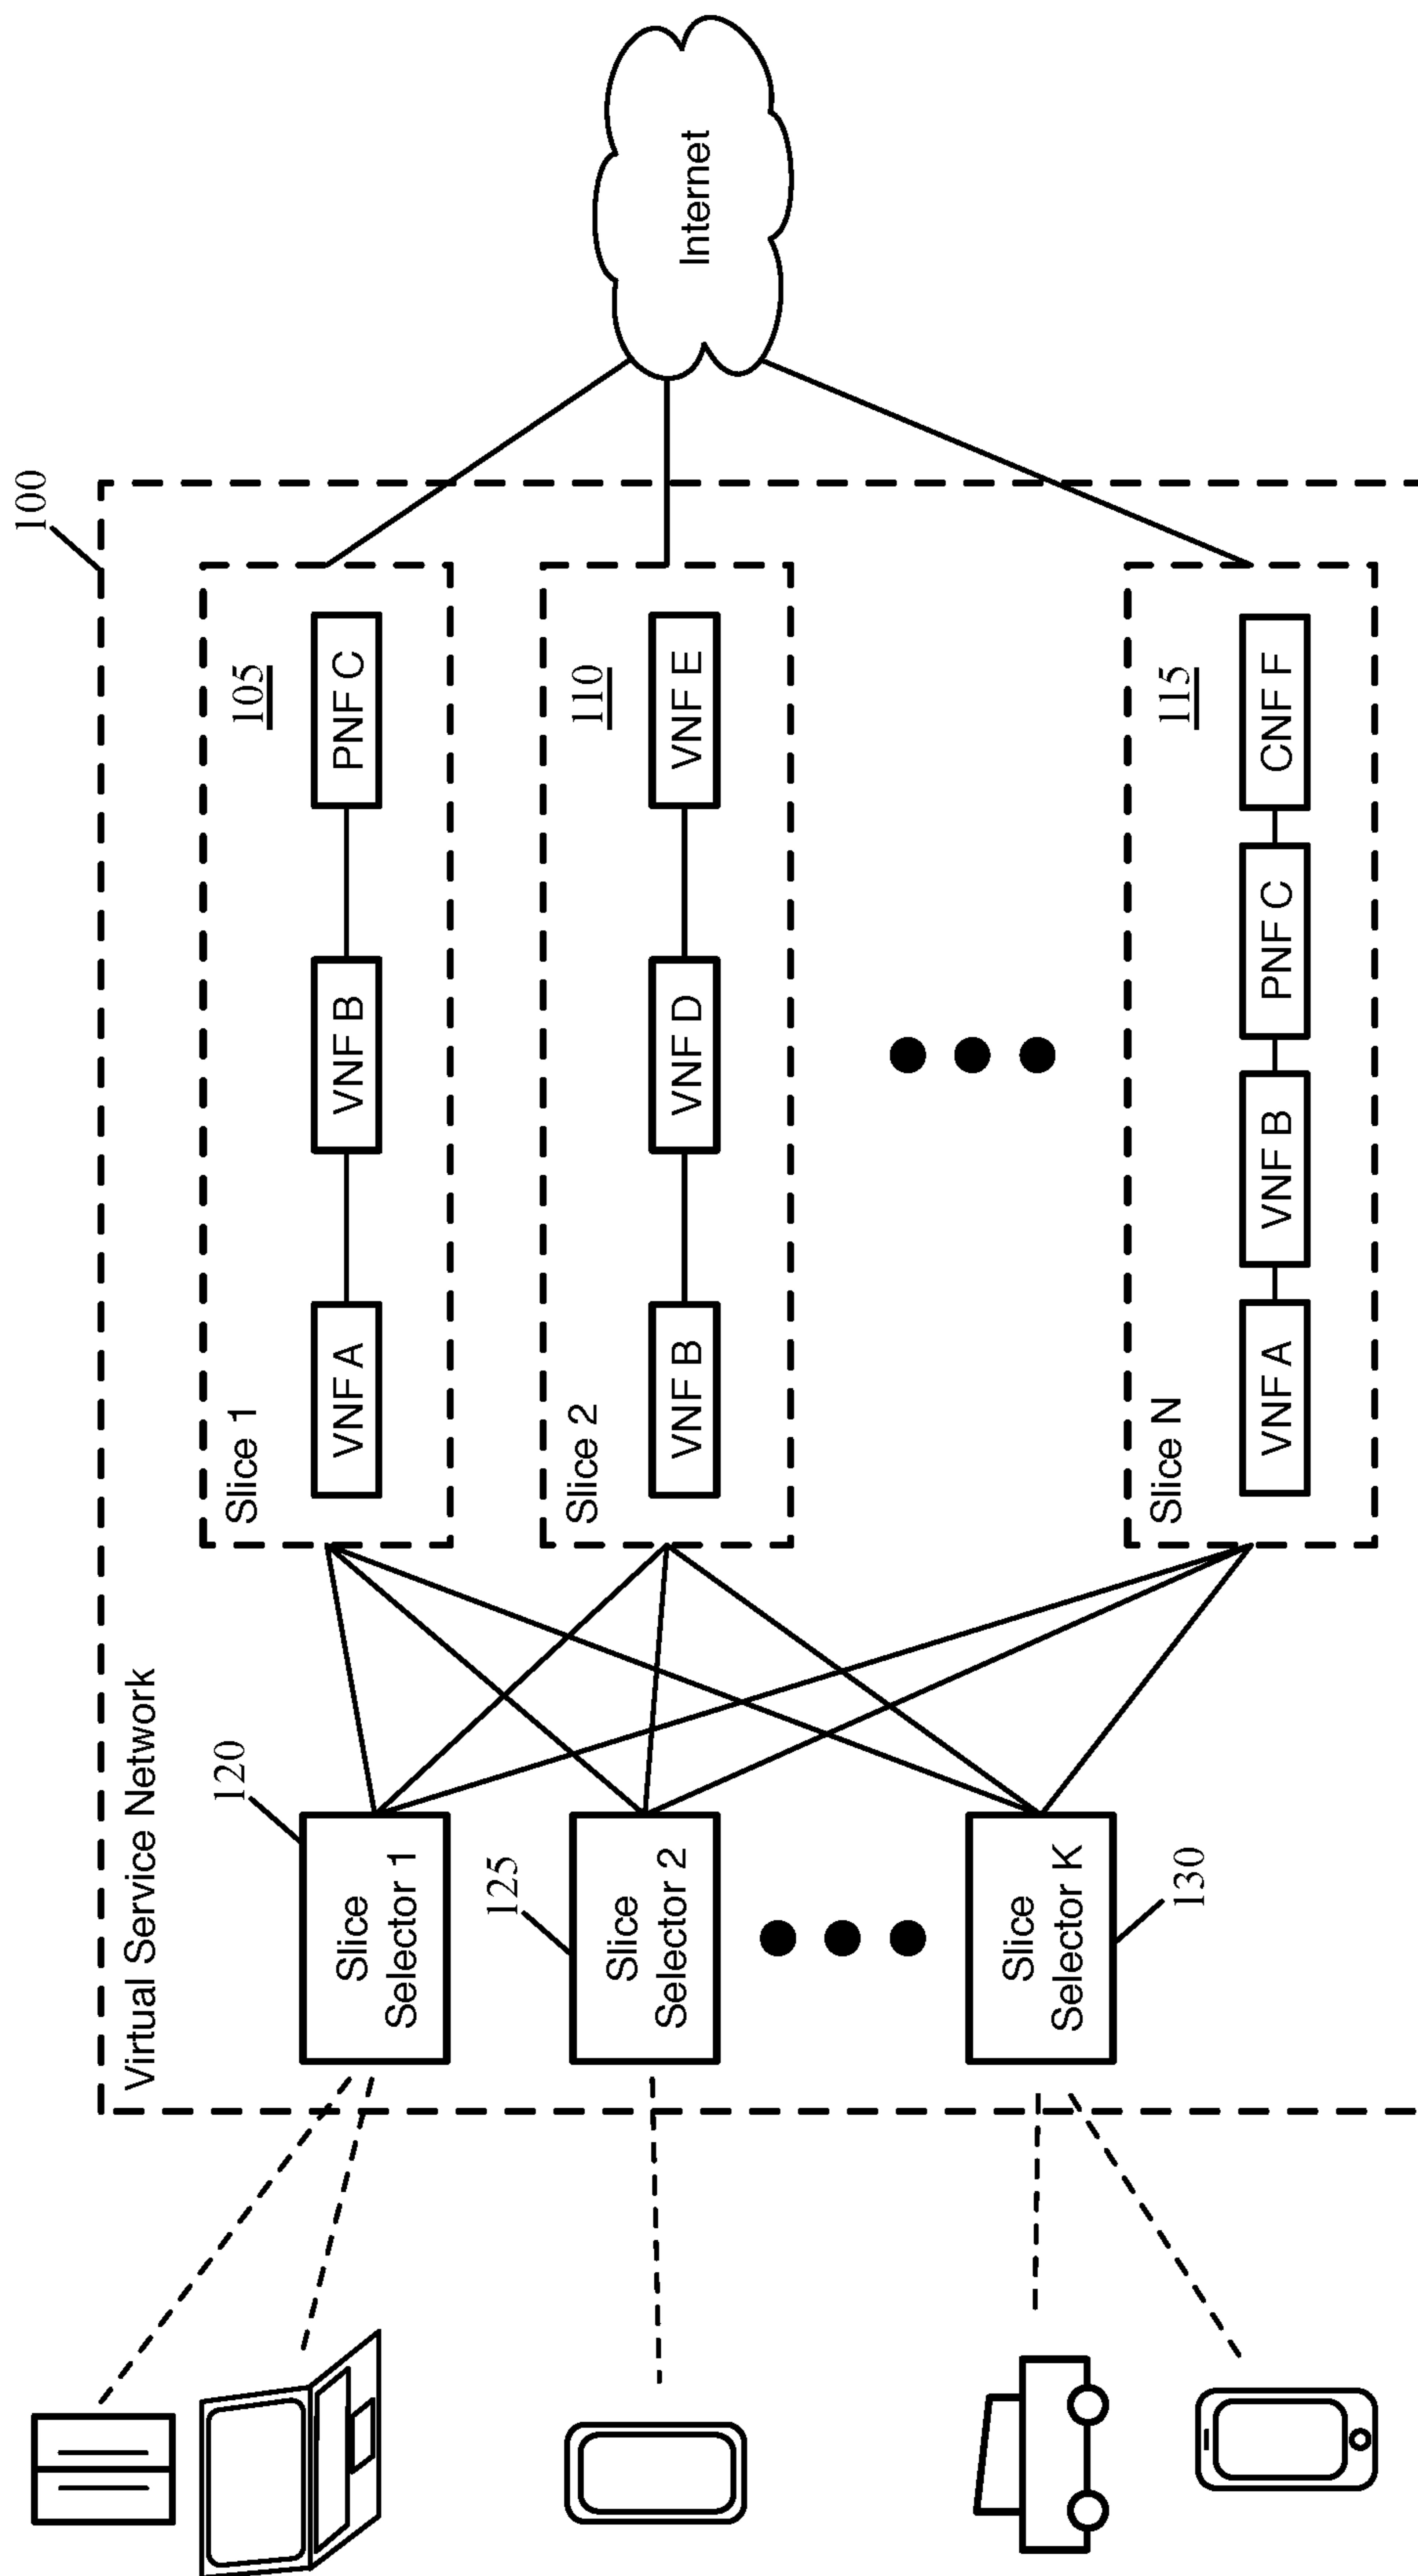 100
Virtual Service Network
120
Slice
Selector 1
125
Slice
Selector 2
Slice
Selector K
130
Slice 1
105
VNF A
VNF B
PNF C
Slice 2
110
VNF B
VNF D
VNF E
Slice N
115
VNF A
VNF B
PNF C
CNF F
Internet